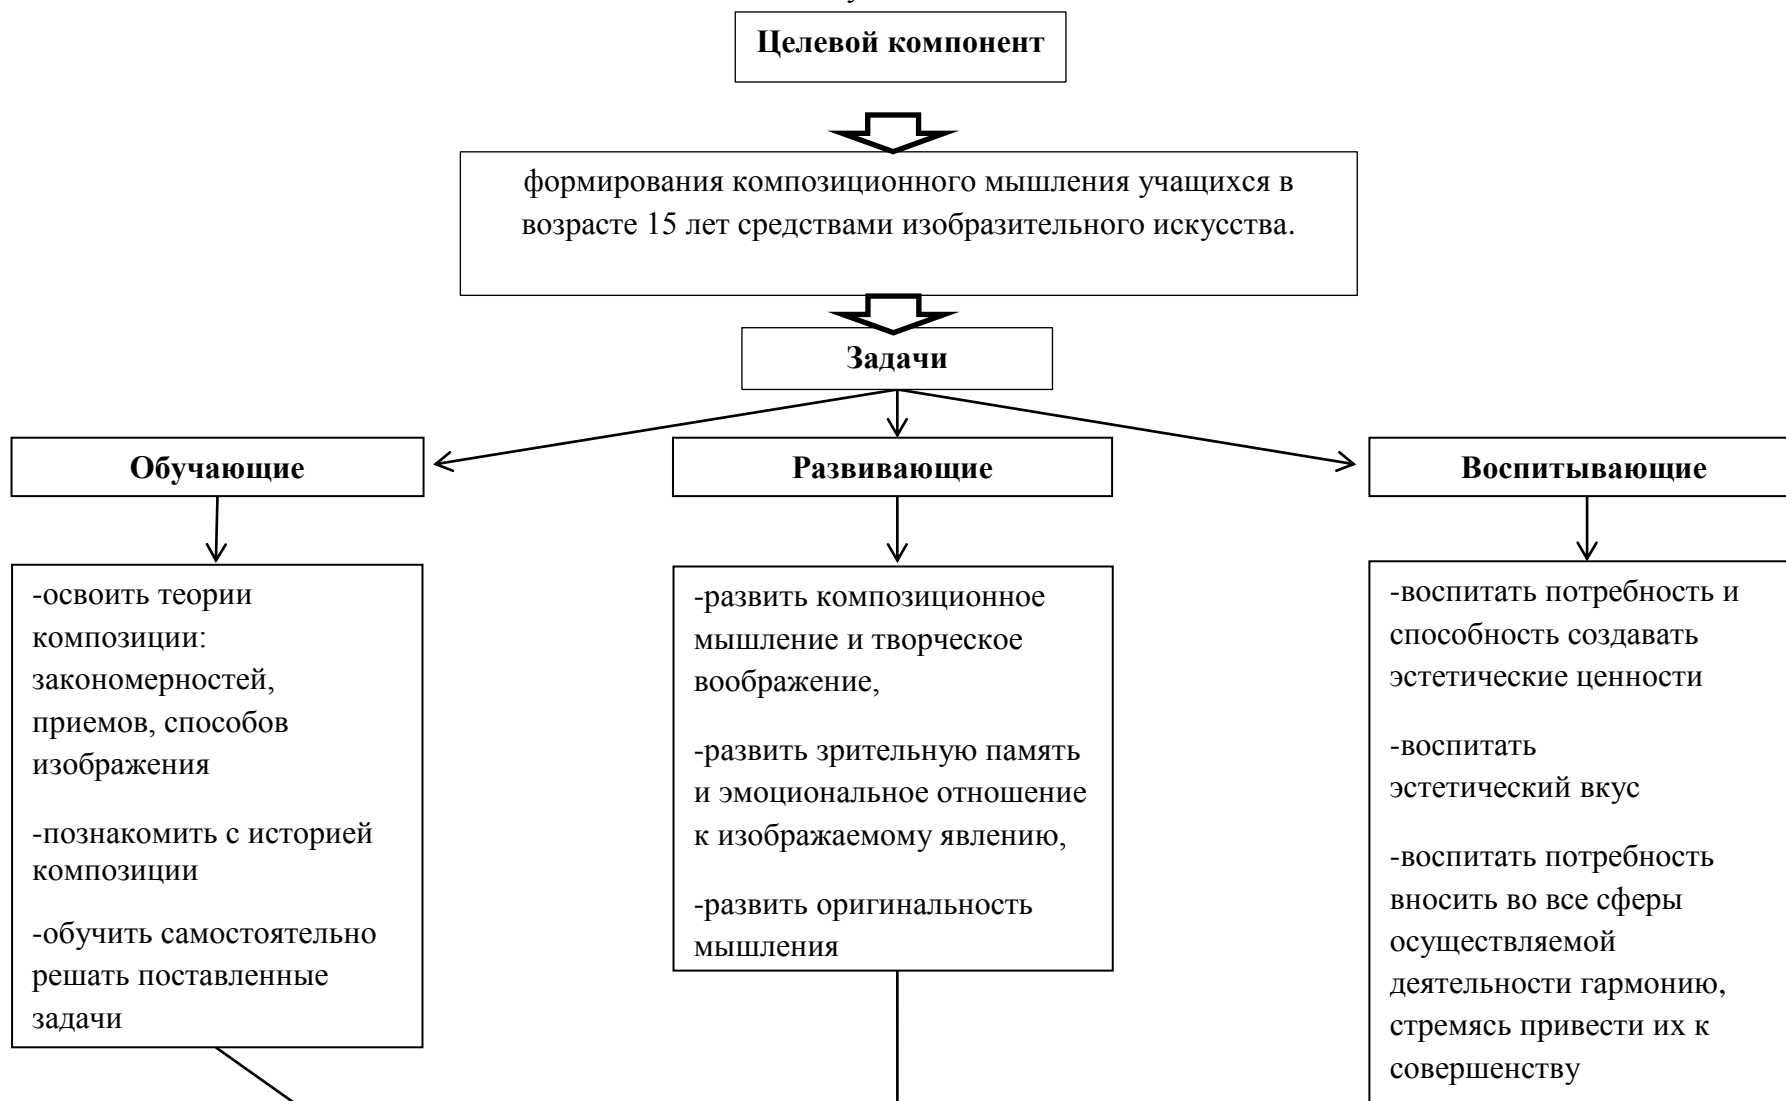 Целевой компонент
формирования композиционного мышления учащихся в
возрасте 15 лет средствами изобразительного искусства.
Задачи
Обучающие
Развивающие
Воспитывающие
-освоить теории
композиции:
закономерностей,
приемов, способов
изображения
-познакомить с историей
композиции
-обучить самостоятельно
решать поставленные
задачи
-развить композиционное
мышление и творческое
воображение,
-развить зрительную память
и эмоциональное отношение
к изображаемому явлению,
-развить оригинальность
мышления
-воспитать потребность и
способность создавать
эстетические ценности
-воспитать
эстетический вкус
-воспитать потребность
вносить во все сферы
осуществляемой
деятельности гармонию,
стремясь привести их к
совершенству